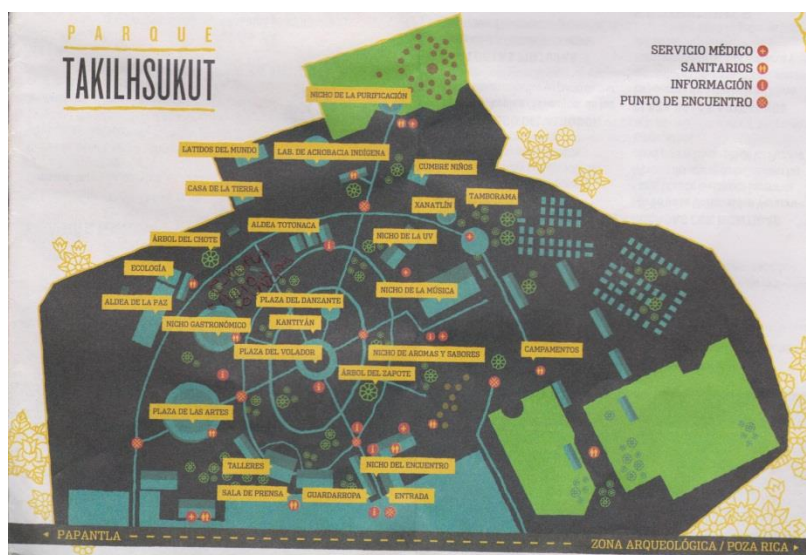 PARQUE
TAKILHSUKUT
SERVICIO MÉDICO
SANITARIOS
INFORMACIÓN
PUNTO DE ENCUENTRO
NICHO DE LA PURIFICACIÓN
LATIDOS DEL MUNDO
LAB. DE ACROBACIA INDÍGENA
CUMBRE NIÑOS
CASA DE LA TIERRA
XANATLÍN
TAMBORAMA
ALDEA TOTONACA
ÁRBOL DEL CHOTE
NICHO DE LA UV
ECOLOGÍA
ALDEA DE LA PAZ
PLAZA DEL DANZANTE
NICHO DE LA MÚSICA
NICHO GASTRONÓMICO
KANTIYÁN
PLAZA DEL VOLADOR
NICHO DE AROMAS Y SABORES
CAMPAMENTOS
ÁRBOL DEL ZAPOTE
PLAZA DE LAS ARTES
TALLERES
NICHO DEL ENCUENTRO
SALA DE PRENSA
GUARDARROPA
ENTRADA
PAPANTLA
ZONA ARQUEOLÓGICA / POZA RICA